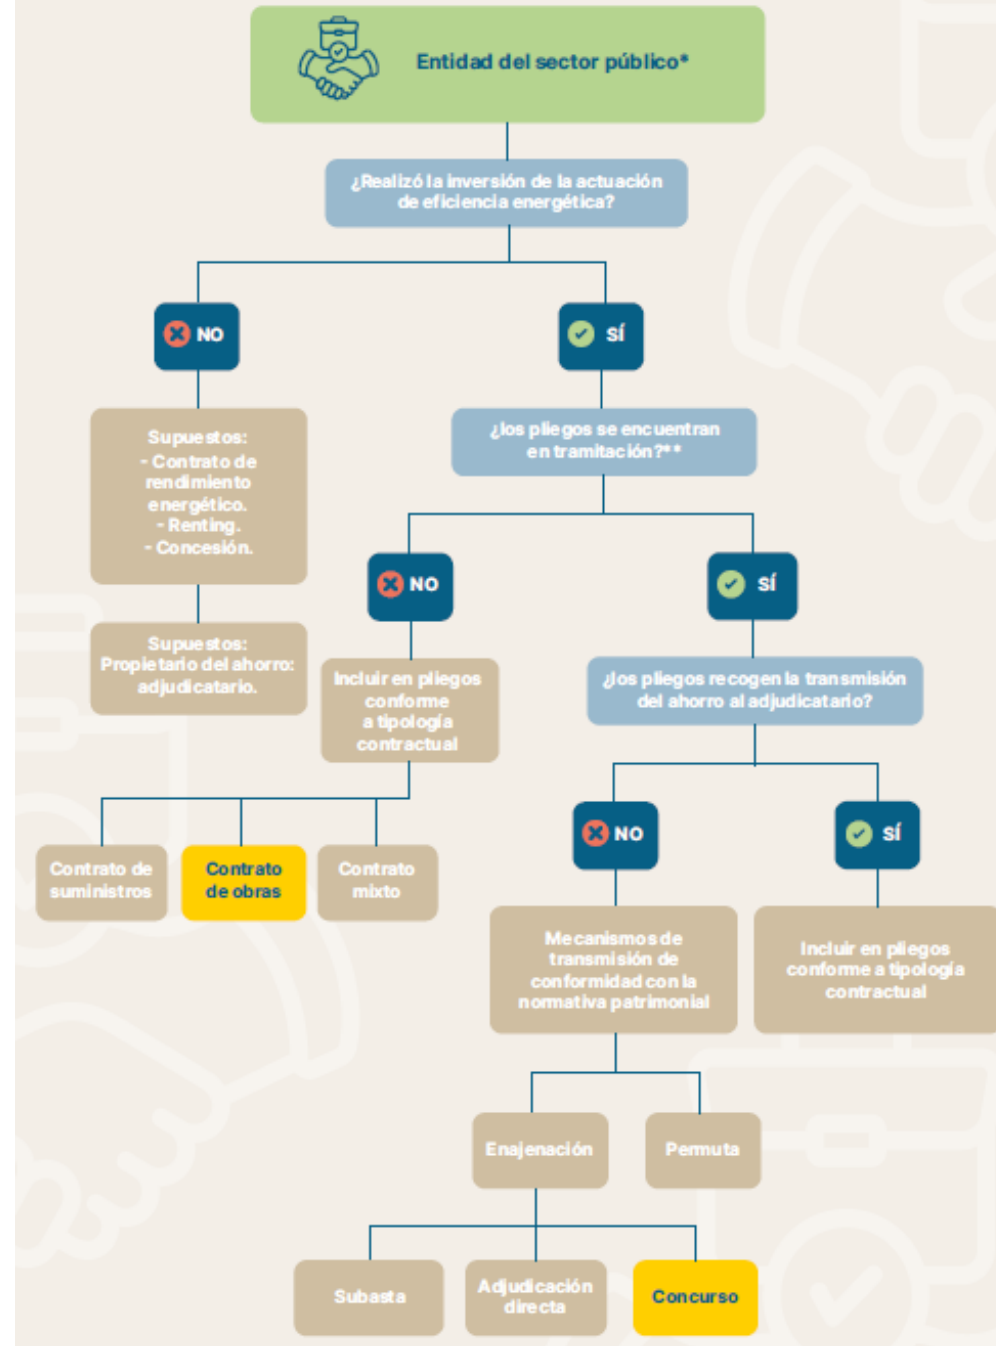 Entidad del sector público*
¿Realizó la inversión de la actuación
de eficiencia energética?
NO
SÍ
Supuestos:
- Contrato de
rendimiento
energético.
- Renting.
- Concesión.
¿los pliegos se encuentran
en tramitación?**
NO
SÍ
Supuestos:
Propietario del ahorro:
adjudicatario.
Incluir en pliegos
conforme
a tipología
contractual
¿los pliegos recogen la transmisión
del ahorro al adjudicatario?
NO
SÍ
Contrato de
suministros
Contrato
de obras
Contrato
mixto
Mecanismos de
transmisión de
conformidad con la
normativa patrimonial
Incluir en pliegos
conforme a tipología
contractual
Enajenación
Permuta
Subasta
Adjudicación
directa
Concurso